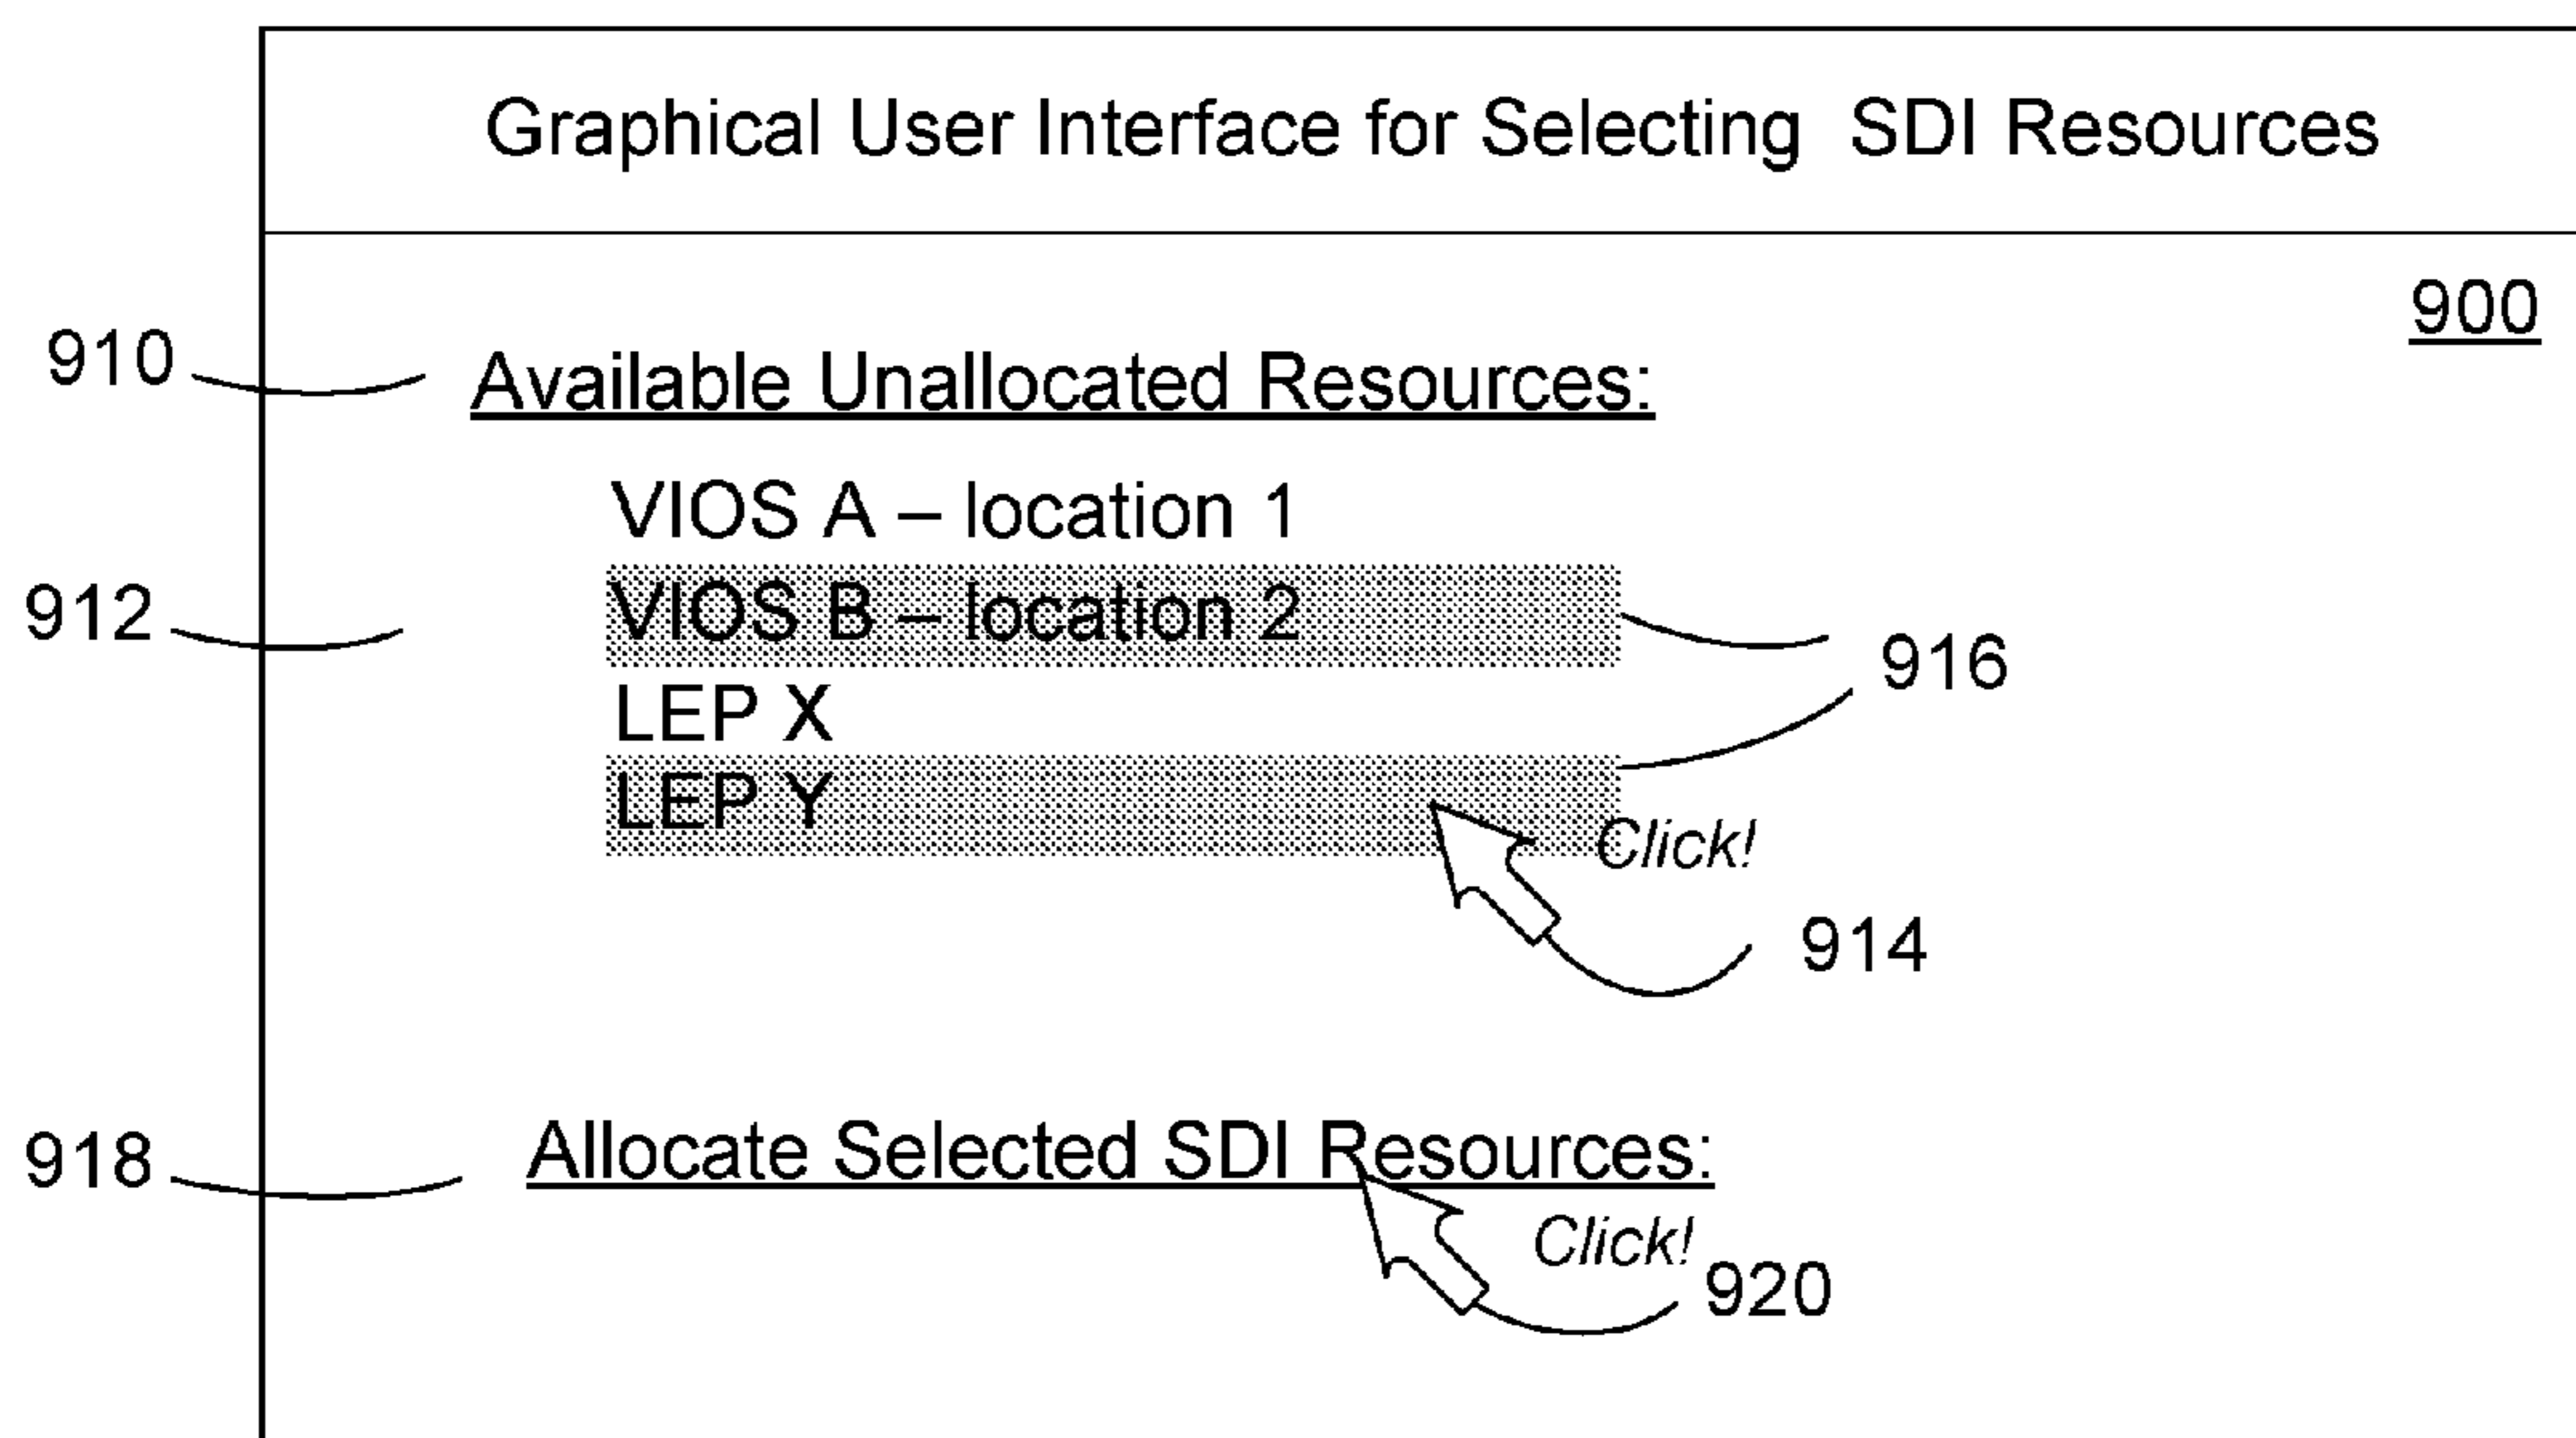 Graphical User Interface for Selecting SDI Resources
900
910 Available Unallocated Resources:
VIOS A – location 1
912 VIOS B – location 2
916
LEP X
LEP Y
Click!
914
918 Allocate Selected SDI Resources:
Click!
920